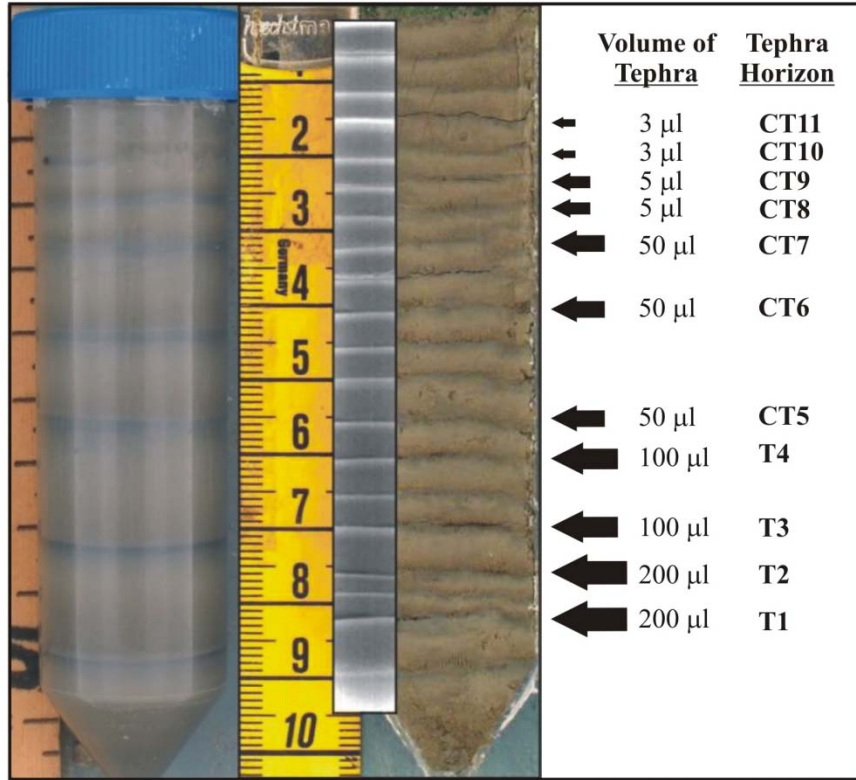 hechtma
1
2
3
Germany
4
5
6
7
8
9
10
Volume of Tephra
Tephra Horizon
3 µl CT11
3 µl CT10
5 µl CT9
5 µl CT8
50 µl CT7
50 µl CT6
50 µl CT5
100 µl T4
100 µl T3
200 µl T2
200 µl T1